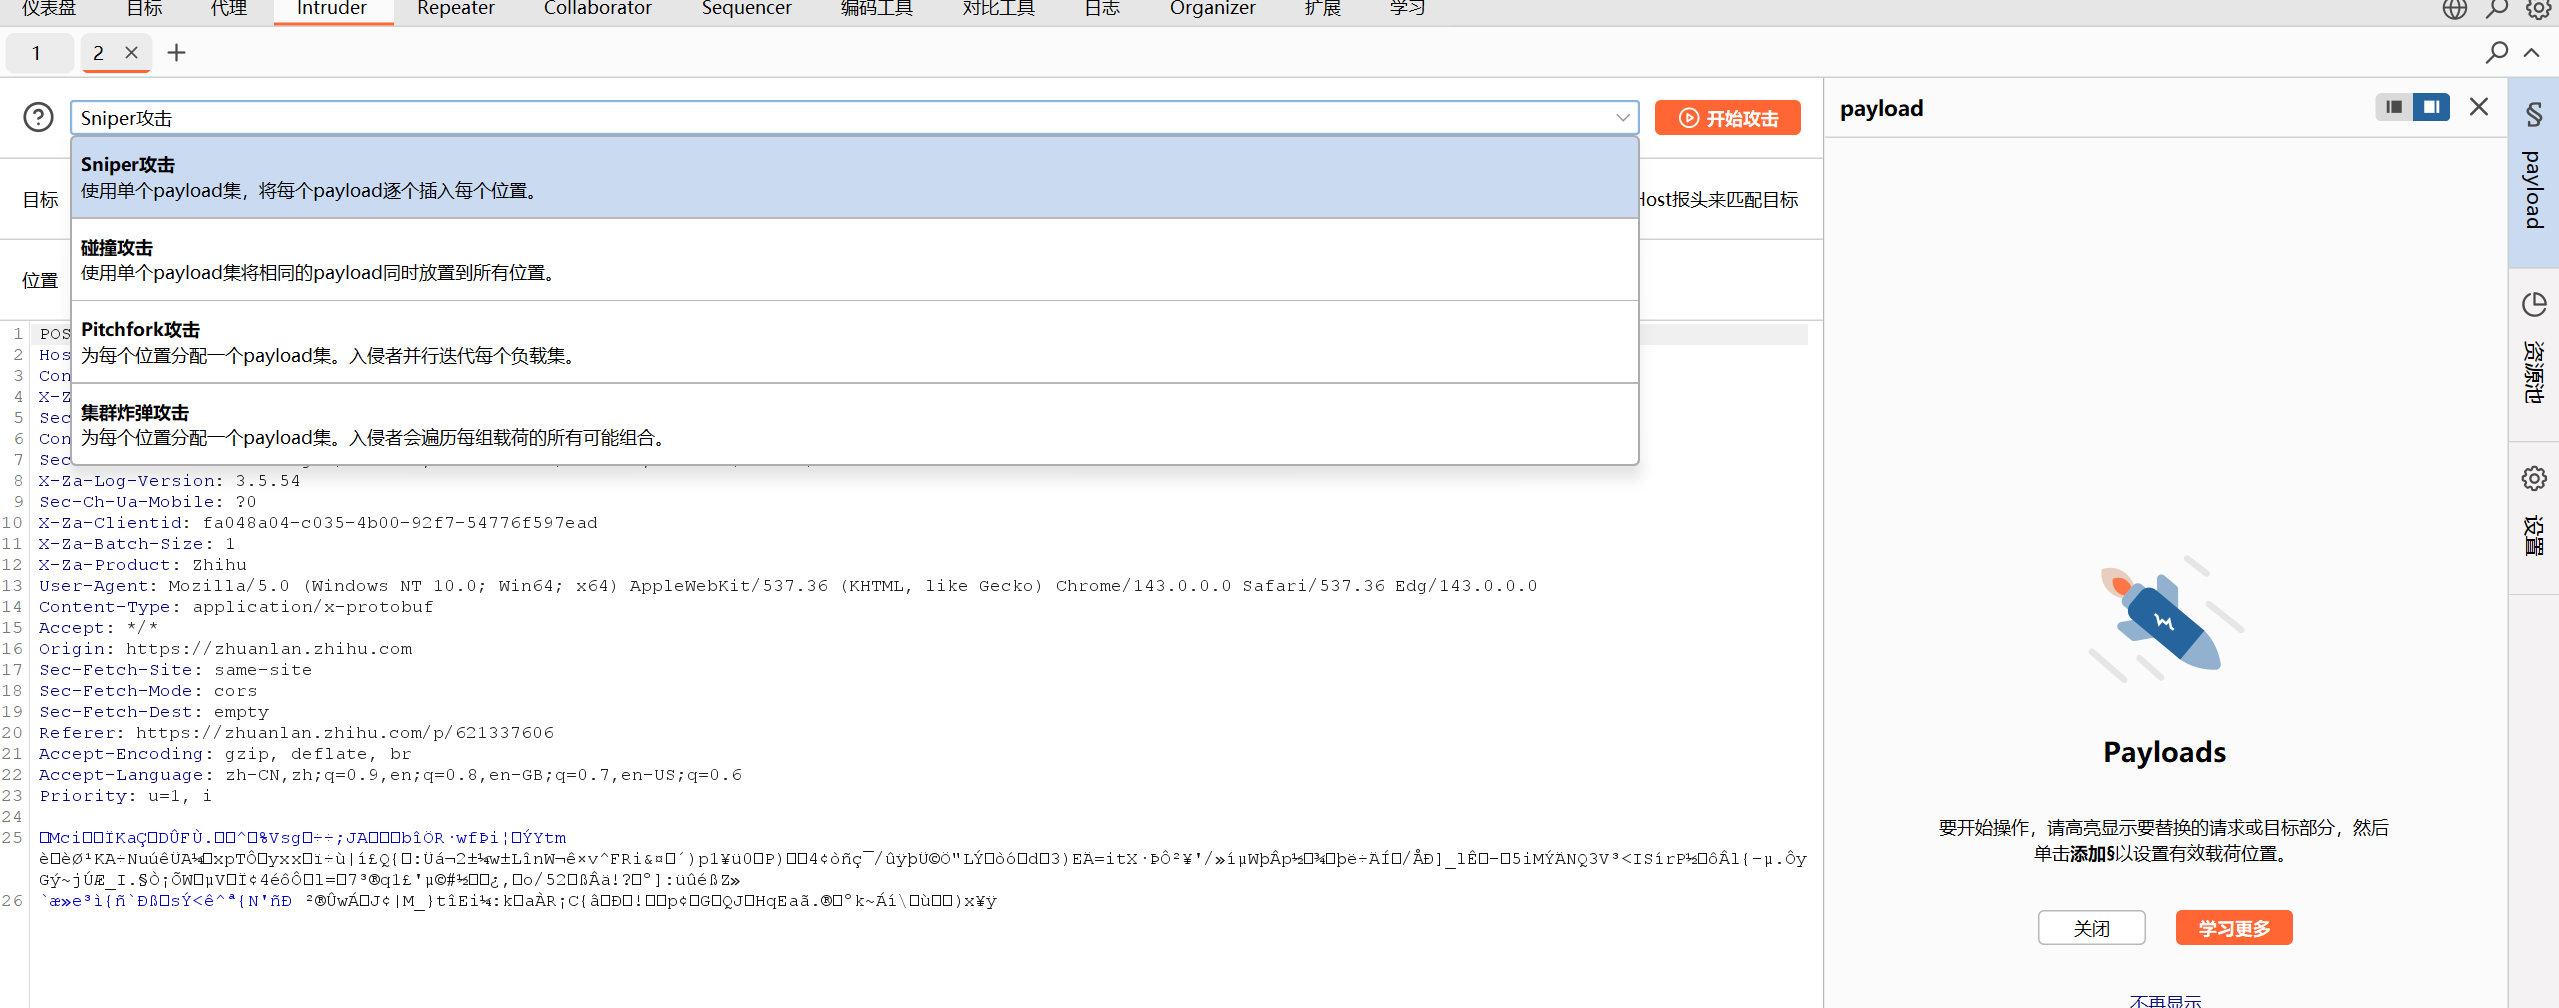 仪表盘 目标 代理 Intruder Repeater Collaborator Sequencer 编码工具 对比工具 日志 Organizer 扩展 学习
1 2
Sniper攻击 开始攻击
Sniper攻击
使用单个payload集，将每个payload逐个插入每个位置。
碰撞攻击
使用单个payload集将相同的payload同时放置到所有位置。
Pitchfork攻击
为每个位置分配一个payload集。入侵者并行迭代每个负载集。
集群炸弹攻击
为每个位置分配一个payload集。入侵者会遍历每组载荷的所有可能组合。
目标
Host报头来匹配目标
位置
1 POS
2 Hos
3 Con
4 X-Z
5 Sec
6 Con
7 Sec
8 X-Za-Log-Version: 3.5.54
9 Sec-Ch-Ua-Mobile: ?0
10 X-Za-Clientid: fa048a04-c035-4b00-92f7-54776f597ead
11 X-Za-Batch-Size: 1
12 X-Za-Product: Zhihu
13 User-Agent: Mozilla/5.0 (Windows NT 10.0; Win64; x64) AppleWebKit/537.36 (KHTML, like Gecko) Chrome/143.0.0.0 Safari/537.36 Edg/143.0.0.0
14 Content-Type: application/x-protobuf
15 Accept: */*
16 Origin: https://zhuanlan.zhihu.com
17 Sec-Fetch-Site: same-site
18 Sec-Fetch-Mode: cors
19 Sec-Fetch-Dest: empty
20 Referer: https://zhuanlan.zhihu.com/p/621337606
21 Accept-Encoding: gzip, deflate, br
22 Accept-Language: zh-CN,zh;q=0.9,en;q=0.8,en-GB;q=0.7,en-US;q=0.6
23 Priority: u=1, i
24
25
26
payload
Payloads
要开始操作，请高亮显示要替换的请求或目标部分，然后
单击添加§以设置有效载荷位置。
关闭 学习更多
不再显示
§ payload
资源池
设置